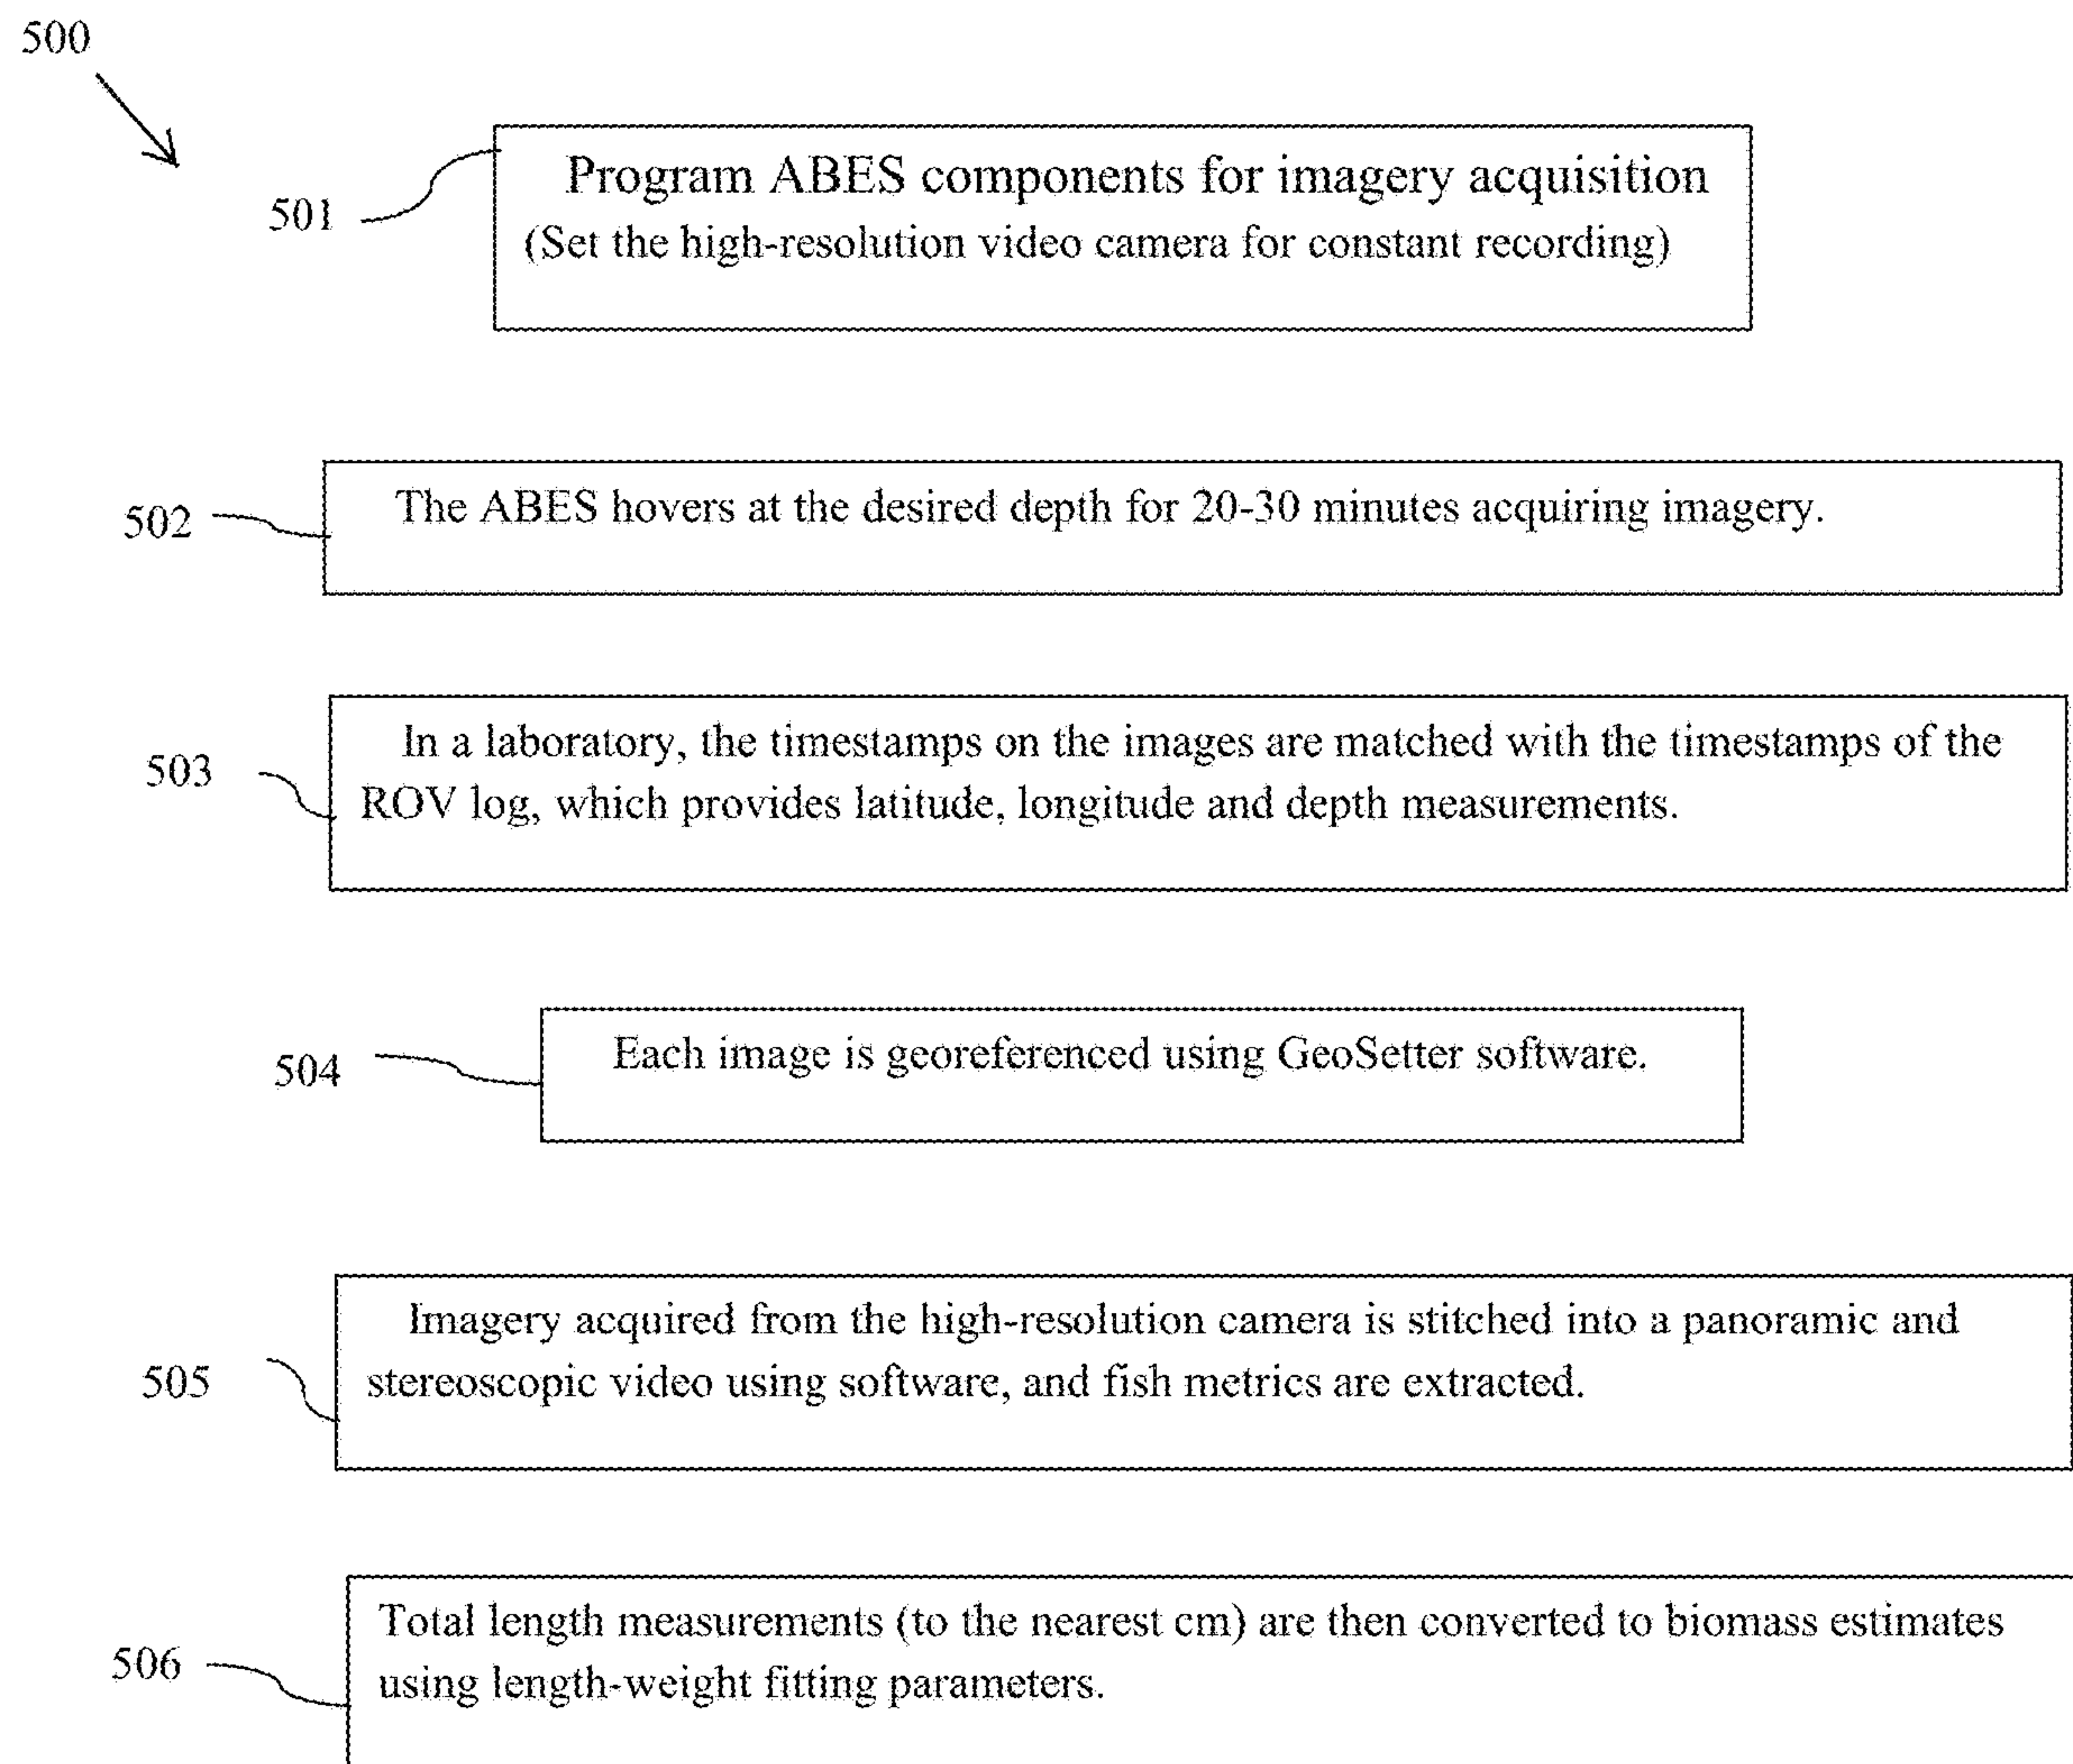 500
501
Program ABES components for imagery acquisition
(Set the high-resolution video camera for constant recording)
502
The ABES hovers at the desired depth for 20-30 minutes acquiring imagery.
503
In a laboratory, the timestamps on the images are matched with the timestamps of the
ROV log, which provides latitude, longitude and depth measurements.
504
Each image is georeferenced using GeoSetter software.
505
Imagery acquired from the high-resolution camera is stitched into a panoramic and
stereoscopic video using software, and fish metrics are extracted.
506
Total length measurements (to the nearest cm) are then converted to biomass estimates
using length-weight fitting parameters.